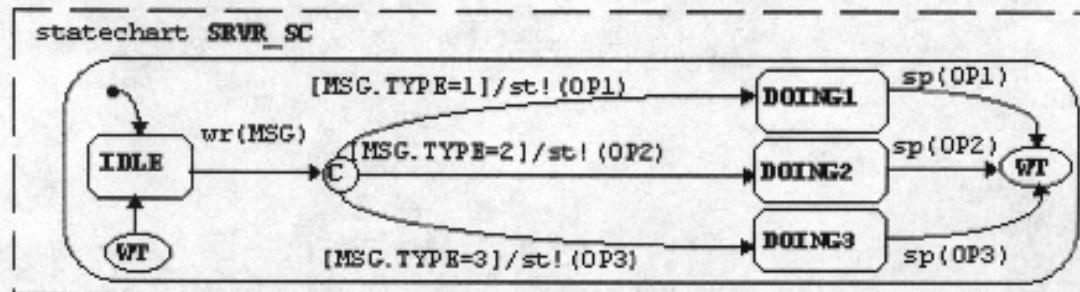 statechart SRVR_SC
[MSG.TYPE=1]/st!(OP1)
DOING1
sp(OP1)
wr(MSG)
IDLE
C
[MSG.TYPE=2]/st!(OP2)
DOING2
sp(OP2)
WT
WT
[MSG.TYPE=3]/st!(OP3)
DOING3
sp(OP3)